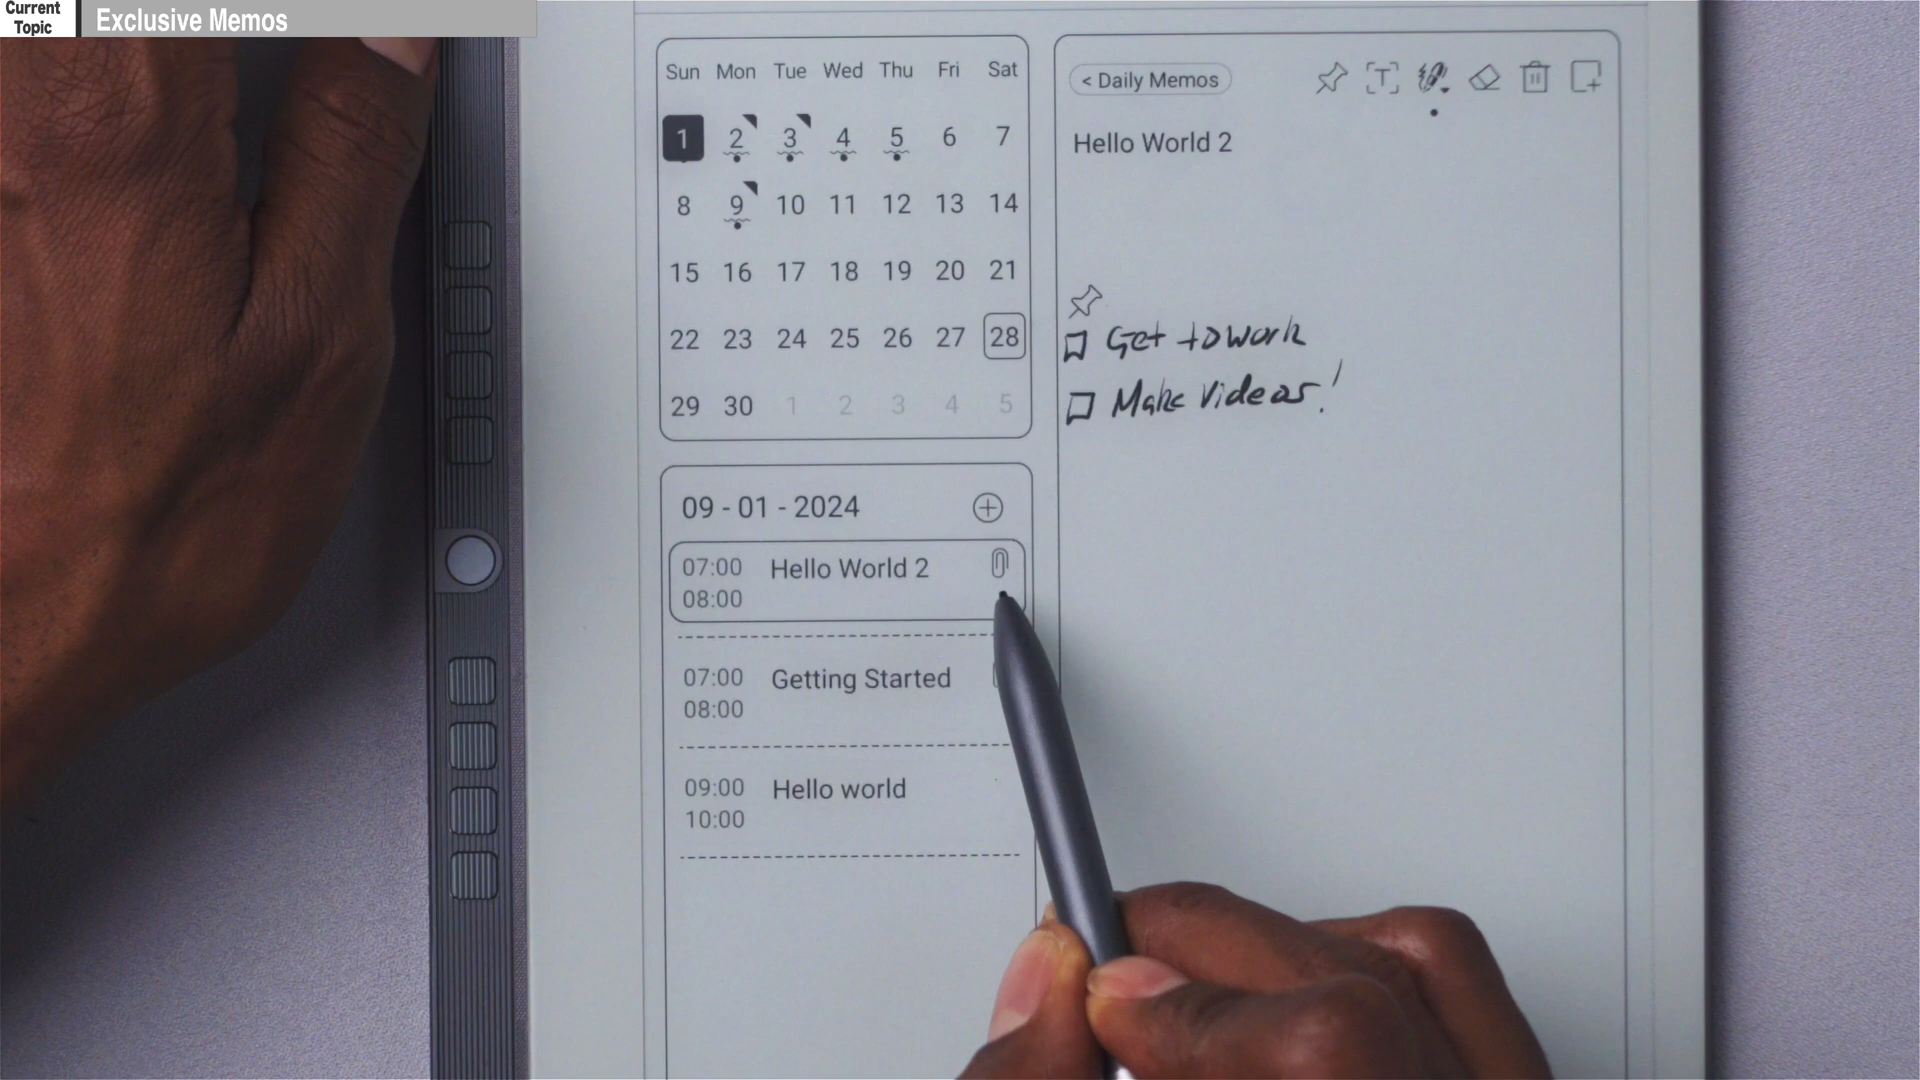 Current
Topic
Exclusive Memos
Sun Mon Tue Wed Thu Fri Sat
1 2 3 4 5 6 7
8 9 10 11 12 13 14
15 16 17 18 19 20 21
22 23 24 25 26 27 28
29 30 1 2 3 4 5
09 - 01 - 2024
07:00 Hello World 2
08:00
07:00 Getting Started
08:00
09:00 Hello world
10:00
< Daily Memos
Hello World 2
Get to work
Make Videos!